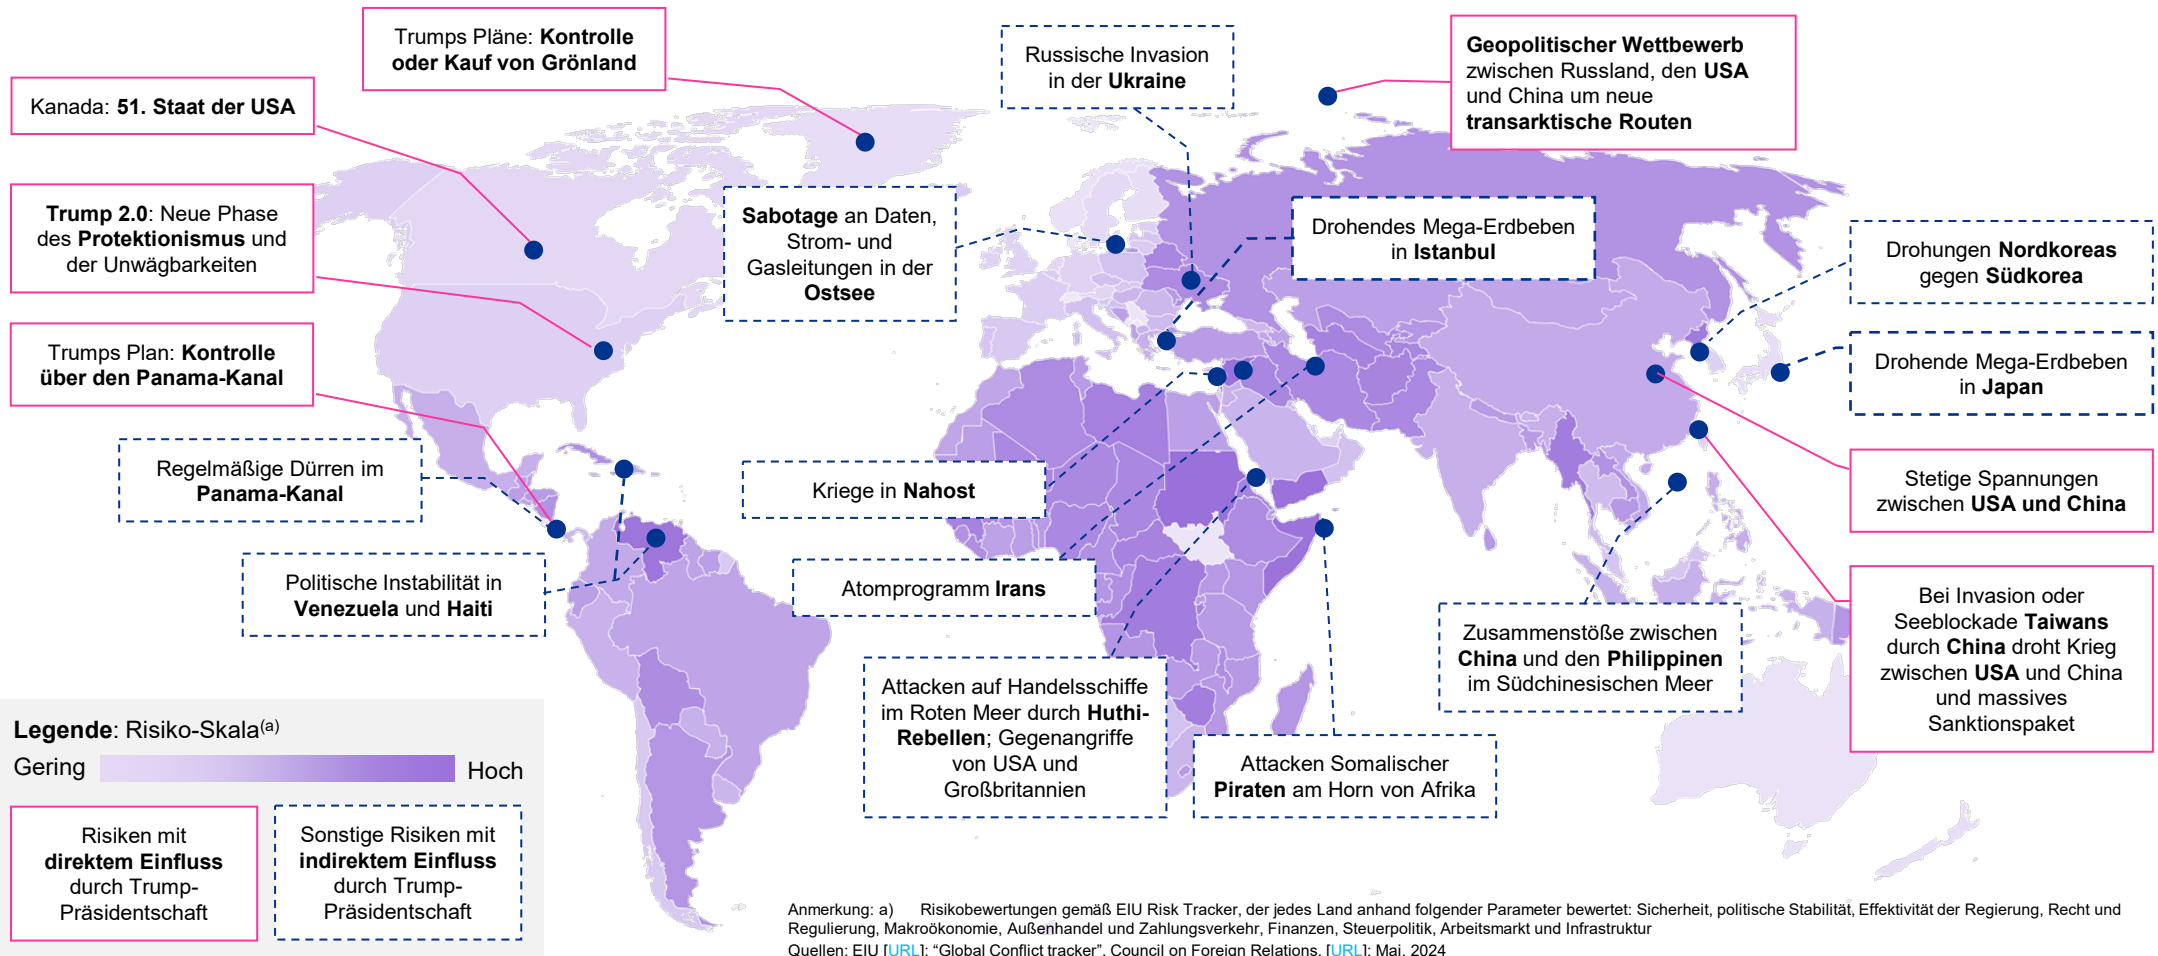 Trumps Pläne: Kontrolle
oder Kauf von Grönland
Kanada: 51. Staat der USA
Trump 2.0: Neue Phase
des Protektionismus und
der Unwägbarkeiten
Trumps Plan: Kontrolle
über den Panama-Kanal
Regelmäßige Dürren im
Panama-Kanal
Politische Instabilität in
Venezuela und Haiti
Russische Invasion
in der Ukraine
Geopolitischer Wettbewerb
zwischen Russland, den USA
und China um neue
transarktische Routen
Sabotage an Daten,
Strom- und
Gasleitungen in der
Ostsee
Drohendes Mega-Erdbeben
in Istanbul
Drohungen Nordkoreas
gegen Südkorea
Drohende Mega-Erdbeben
in Japan
Kriege in Nahost
Atomprogramm Irans
Stetige Spannungen
zwischen USA und China
Bei Invasion oder
Seeblockade Taiwans
durch China droht Krieg
zwischen USA und China
und massives
Sanktionspaket
Zusammenstöße zwischen
China und den Philippinen
im Südchinesischen Meer
Attacken auf Handelsschiffe
im Roten Meer durch Huthi-
Rebellen; Gegenangriffe
von USA und
Großbritannien
Attacken Somalischer
Piraten am Horn von Afrika
Legende: Risiko-Skala(a)
Gering Hoch
Risiken mit
direktem Einfluss
durch Trump-
Präsidentschaft
Sonstige Risiken mit
indirektem Einfluss
durch Trump-
Präsidentschaft
Anmerkung: a) Risikobewertungen gemäß EIU Risk Tracker, der jedes Land anhand folgender Parameter bewertet: Sicherheit, politische Stabilität, Effektivität der Regierung, Recht und
Regulierung, Makroökonomie, Außenhandel und Zahlungsverkehr, Finanzen, Steuerpolitik, Arbeitsmarkt und Infrastruktur
Quellen: EIU [URL]; “Global Conflict tracker”, Council on Foreign Relations, [URL]; Mai, 2024